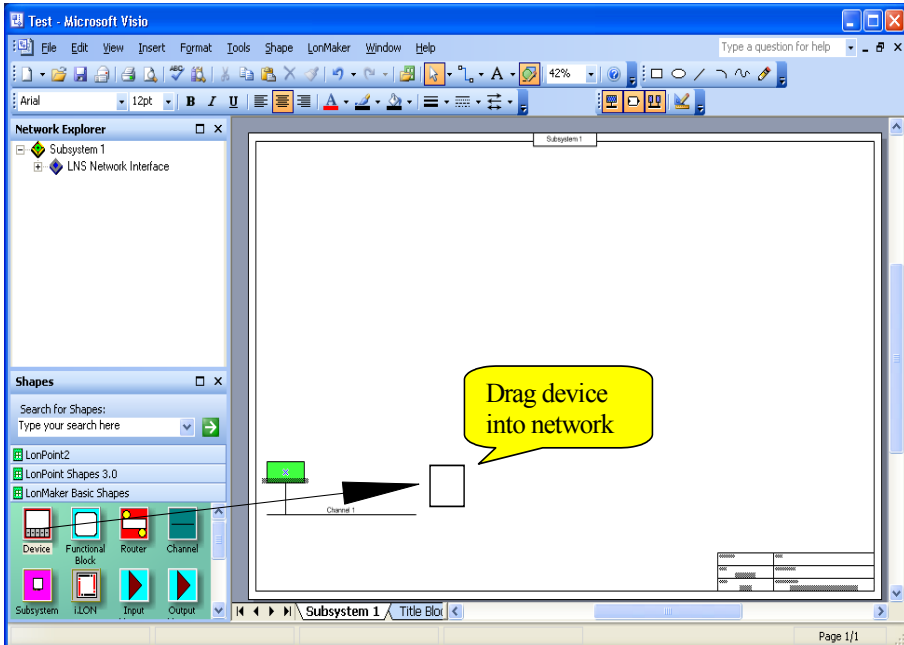 Test - Microsoft Visio
File Edit View Insert Format Tools Shape LonMaker Window Help Type a question for help
42%
Arial 12pt B I U A
Network Explorer
Subsystem 1
LNS Network Interface
Subsystem 1
Shapes
Search for Shapes:
Type your search here
LonPoint2
LonPoint Shapes 3.0
LonMaker Basic Shapes
Device Functional Block Router Channel
Subsystem i.LON Input Output
Drag device
into network
Channel 1
Subsystem 1 Title Bloc
Page 1/1